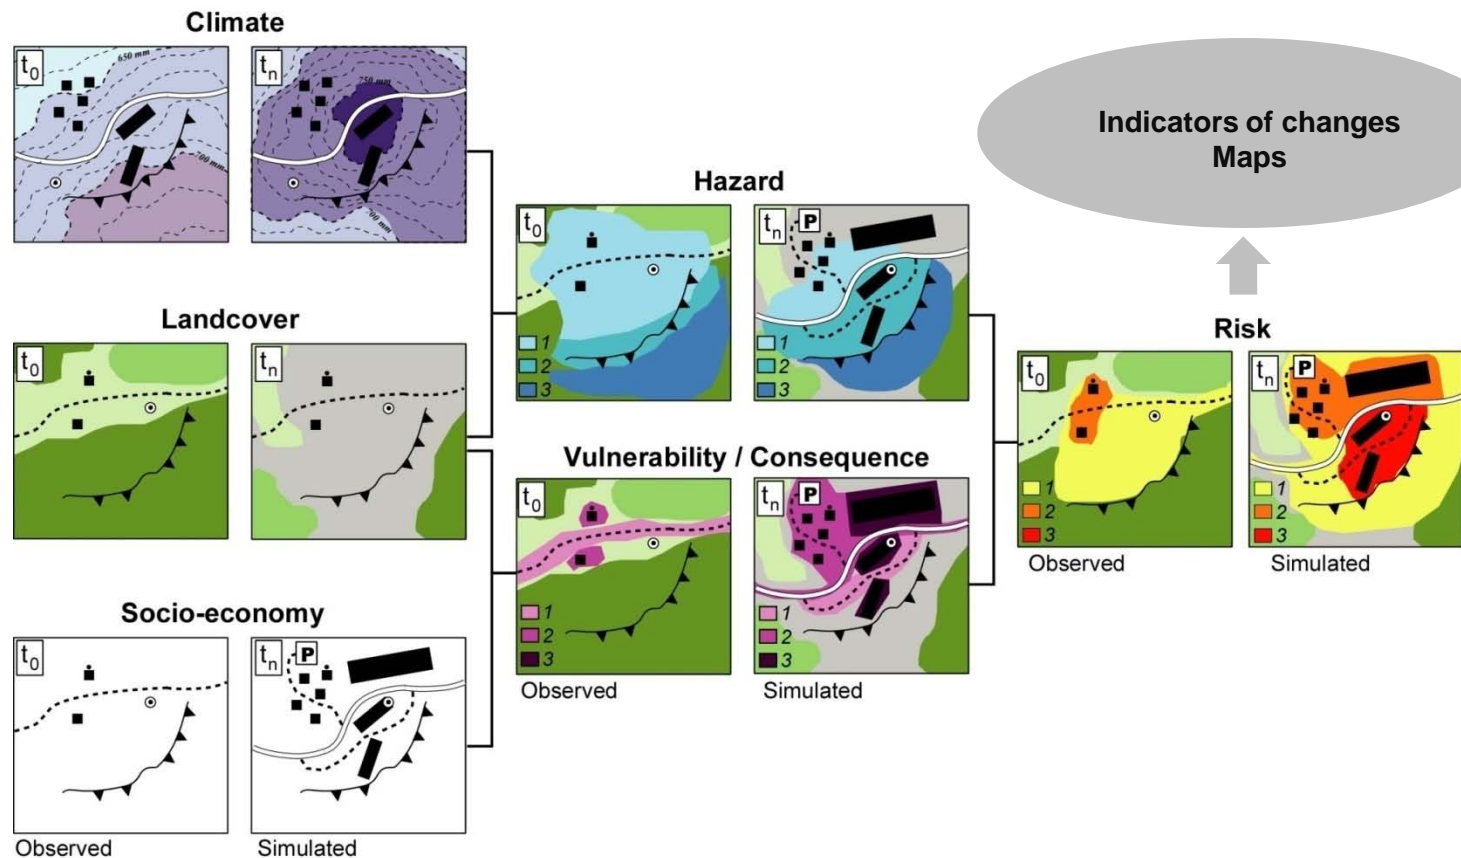 Climate
t0
650 mm
700 mm
tn
750 mm
700 mm
Indicators of changes
Maps
Hazard
t0
1
2
3
tn
P
1
2
3
Landcover
t0
tn
Risk
t0
1
2
3
Observed
tn
P
1
2
3
Simulated
Vulnerability / Consequence
t0
1
2
3
Observed
tn
P
1
2
3
Simulated
Socio-economy
t0
Observed
tn
P
Simulated